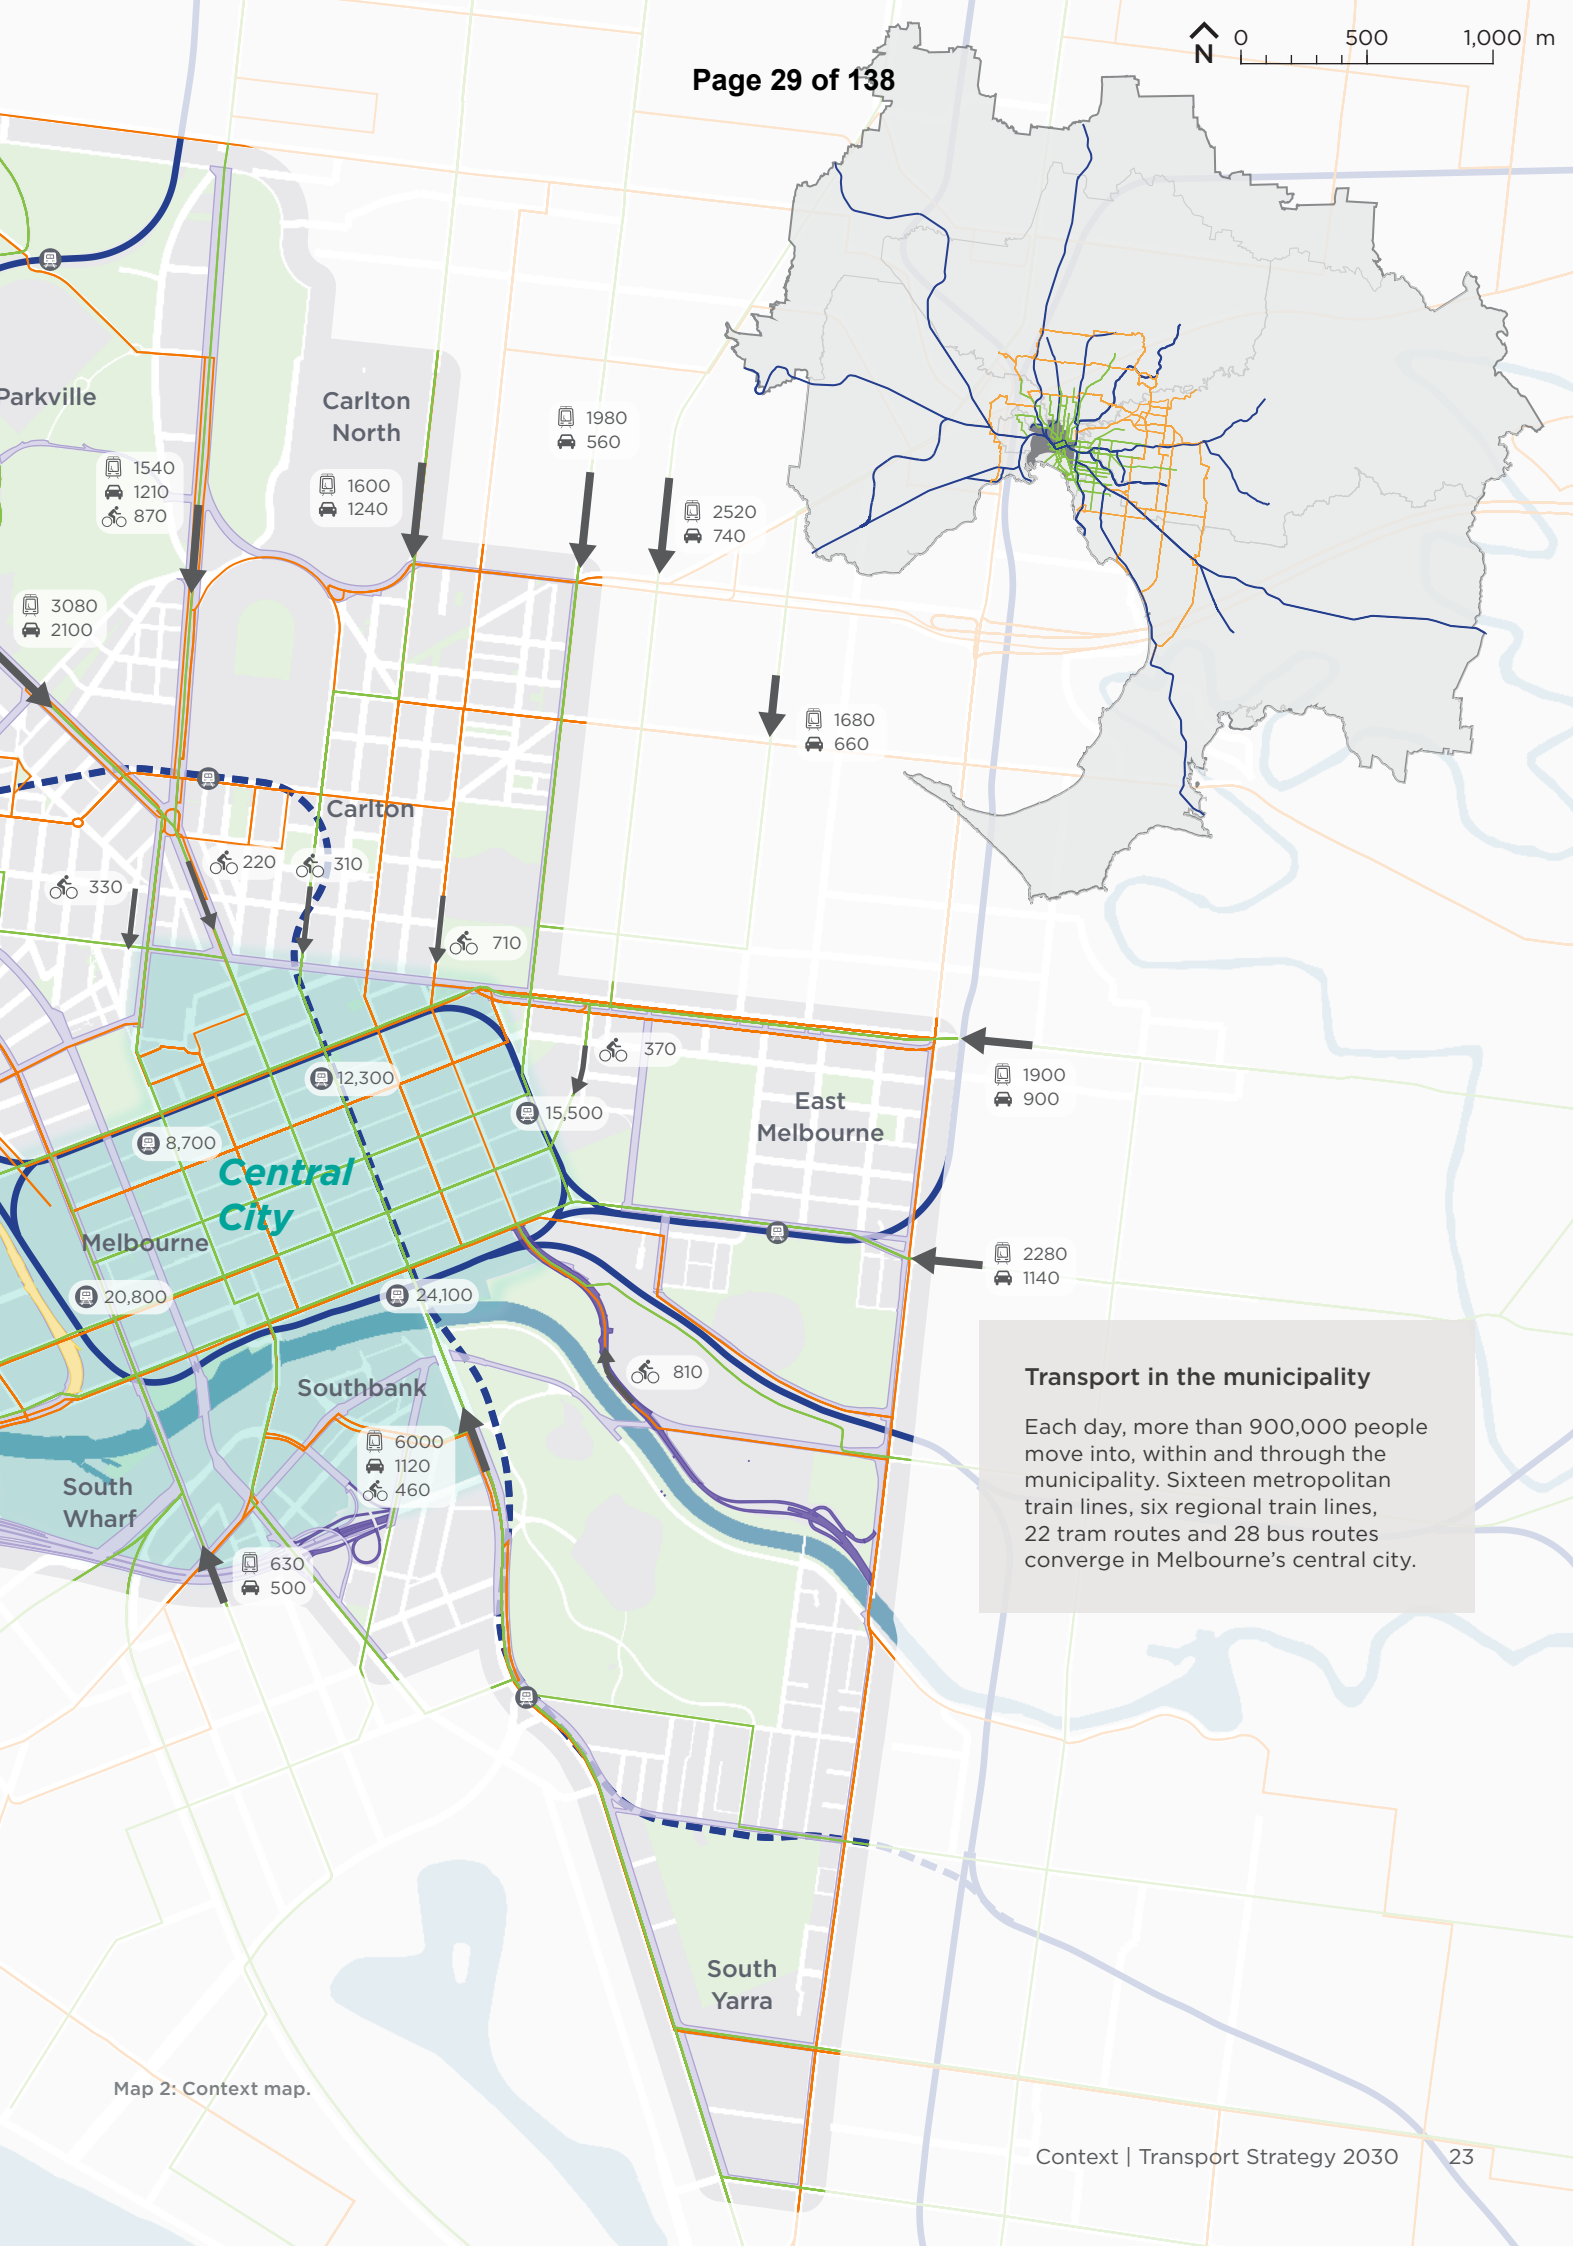 N
0 500 1,000 m
Page 29 of 138
Parkville
Carlton
North
1980
560
1540
1210
870
1600
1240
2520
740
3080
2100
1680
660
Carlton
220
310
330
710
370
12,300
15,500
8,700
1900
900
East
Melbourne
Central
City
Melbourne
2280
1140
20,800
24,100
810
Southbank
6000
1120
460
South
Wharf
630
500
Transport in the municipality
Each day, more than 900,000 people
move into, within and through the
municipality. Sixteen metropolitan
train lines, six regional train lines,
22 tram routes and 28 bus routes
converge in Melbourne’s central city.
South
Yarra
Map 2: Context map.
Context | Transport Strategy 2030 23